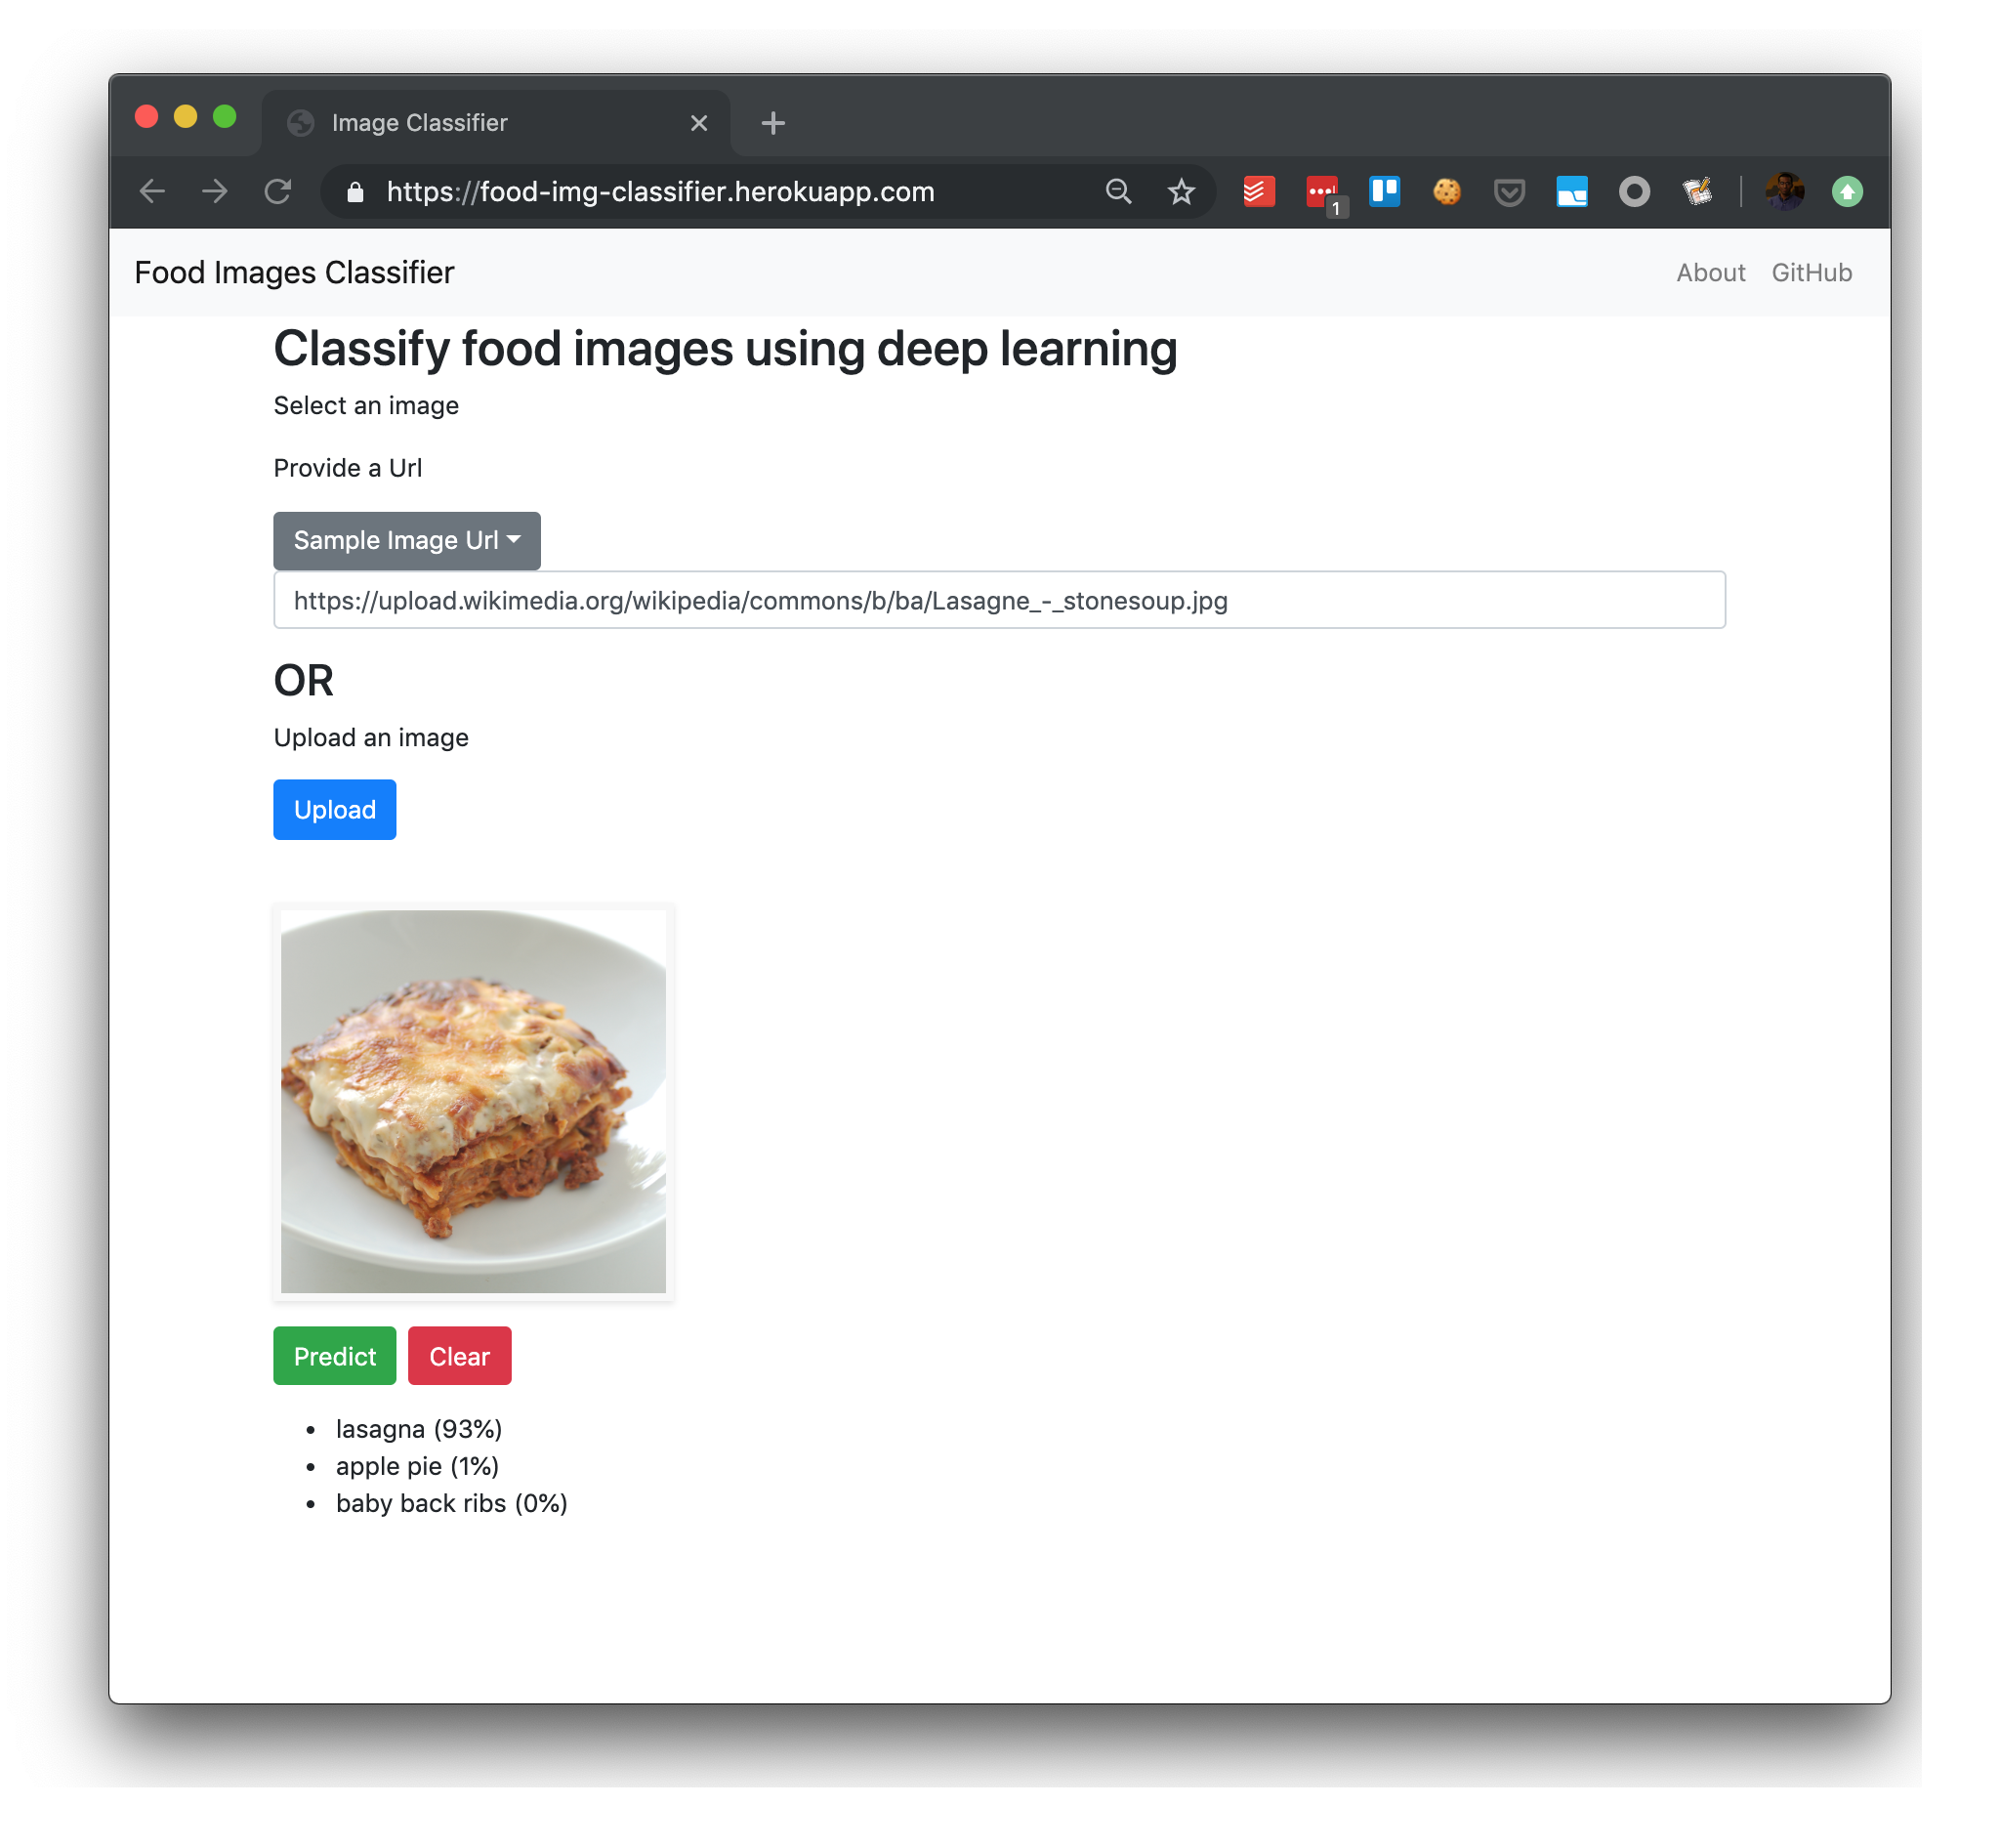 Image Classifier
https://food-img-classifier.herokuapp.com
1
Food Images Classifier
About
GitHub
Classify food images using deep learning
Select an image
Provide a Url
Sample Image Url
https://upload.wikimedia.org/wikipedia/commons/b/ba/Lasagne_-_stonesoup.jpg
OR
Upload an image
Upload
Predict
Clear
lasagna (93%)
apple pie (1%)
baby back ribs (0%)